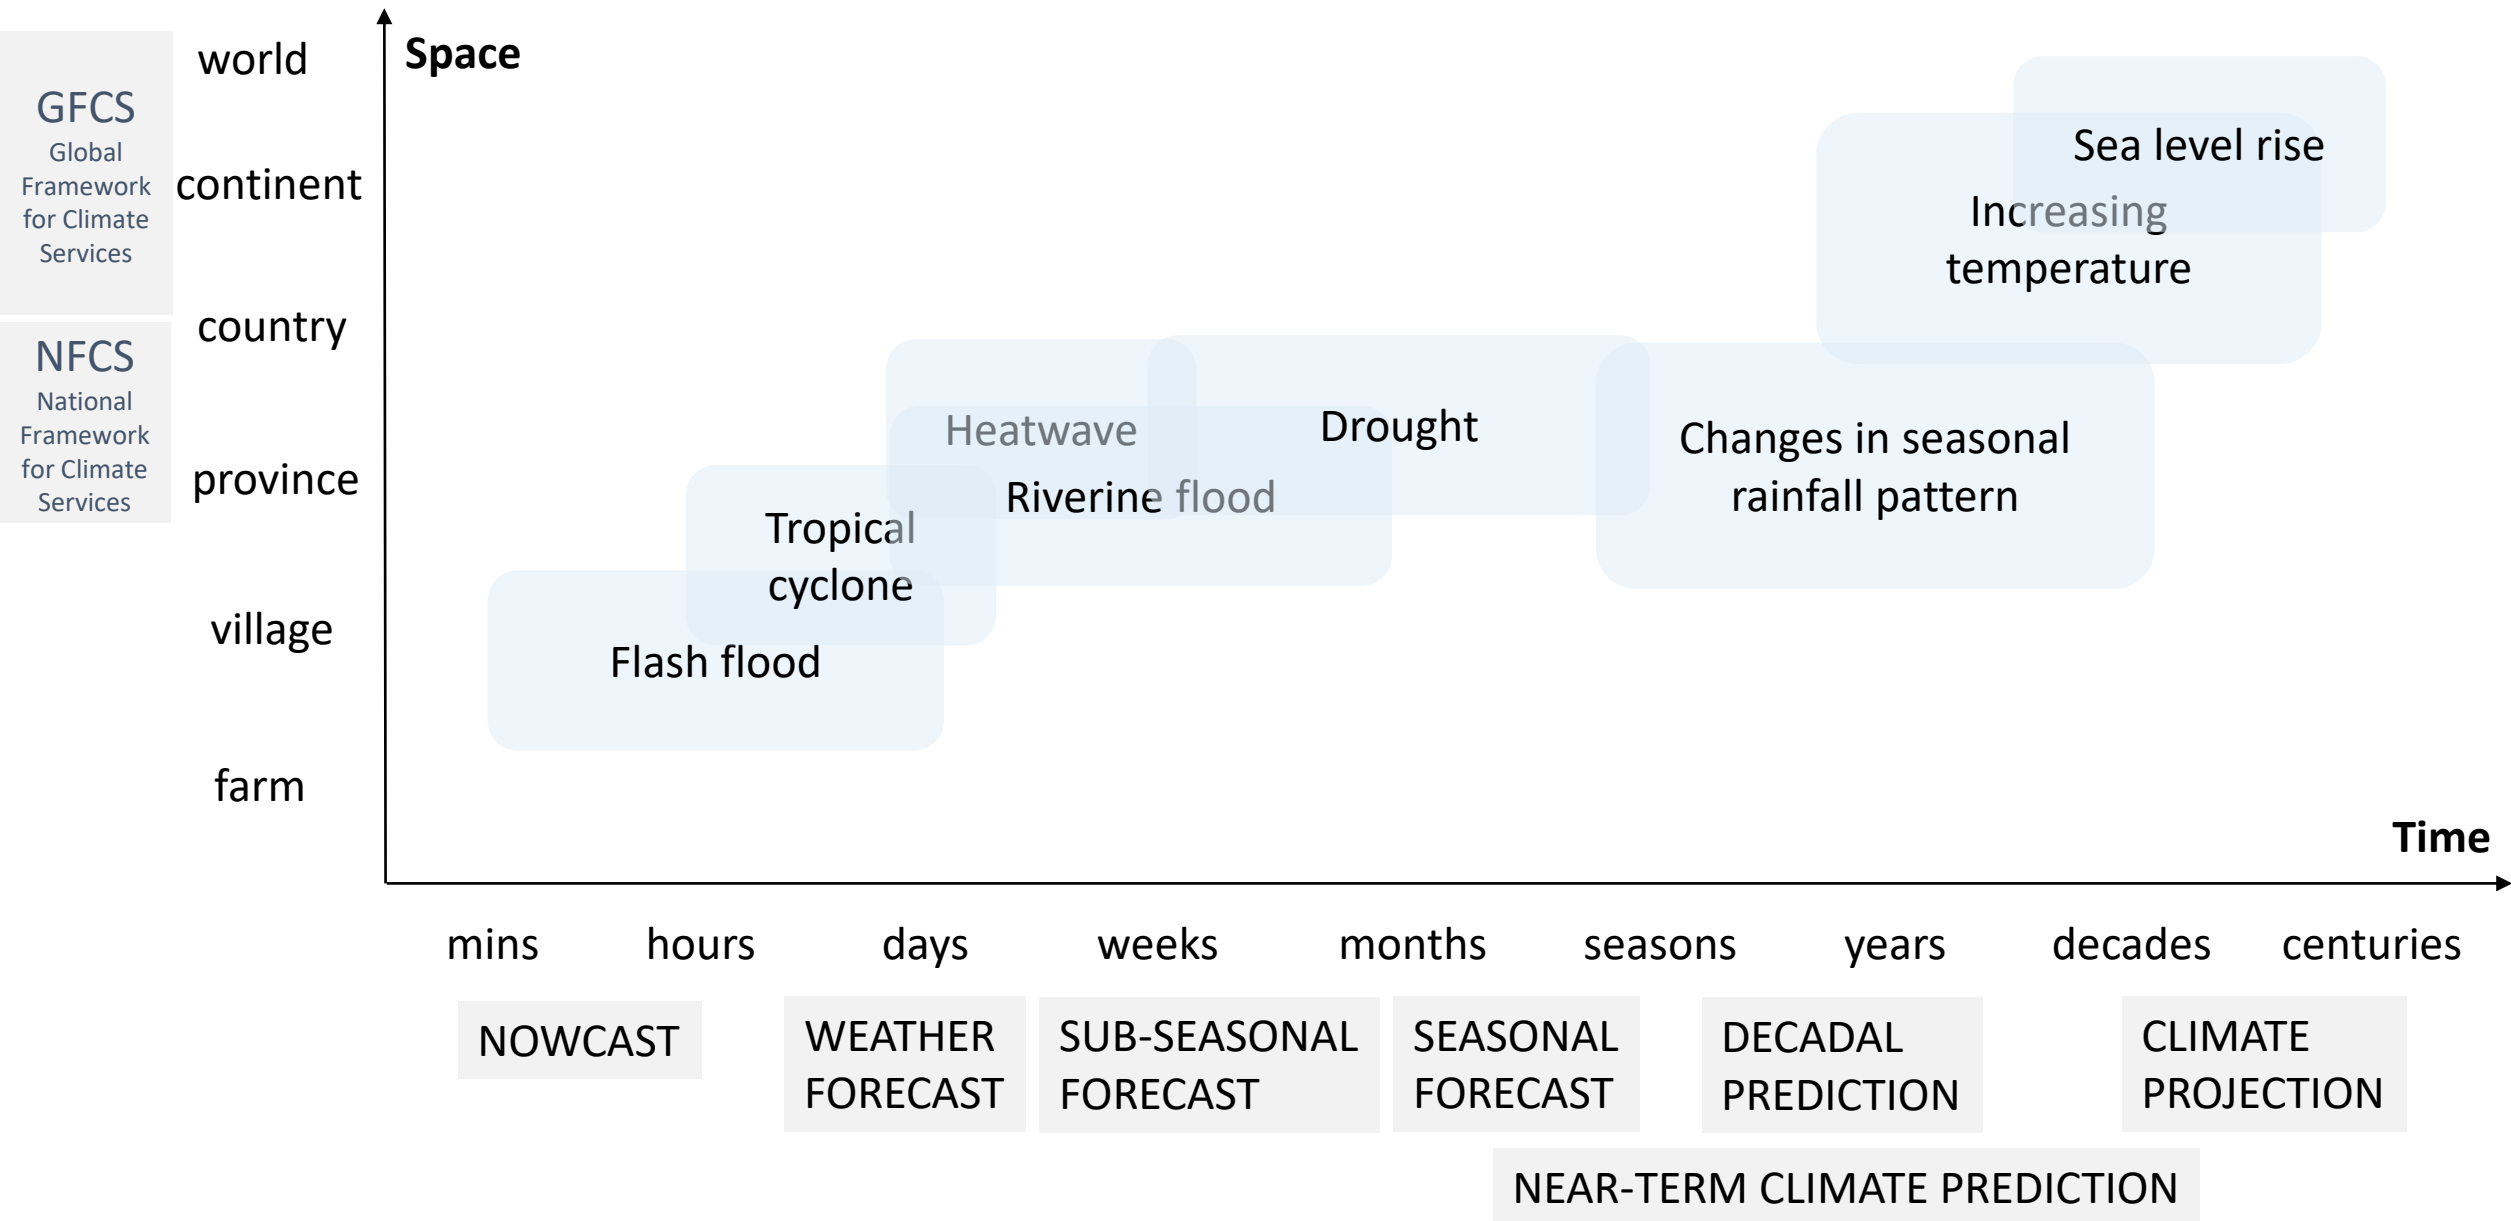 GFCS
Global
Framework
for Climate
Services
NFCS
National
Framework
for Climate
Services
world
continent
country
province
village
farm
Space
Sea level rise
Increasing
temperature
Heatwave
Drought
Riverine flood
Changes in seasonal
rainfall pattern
Tropical
cyclone
Flash flood
Time
mins hours days weeks months seasons years decades centuries
NOWCAST
WEATHER
FORECAST
SUB-SEASONAL
FORECAST
SEASONAL
FORECAST
DECADAL
PREDICTION
CLIMATE
PROJECTION
NEAR-TERM CLIMATE PREDICTION